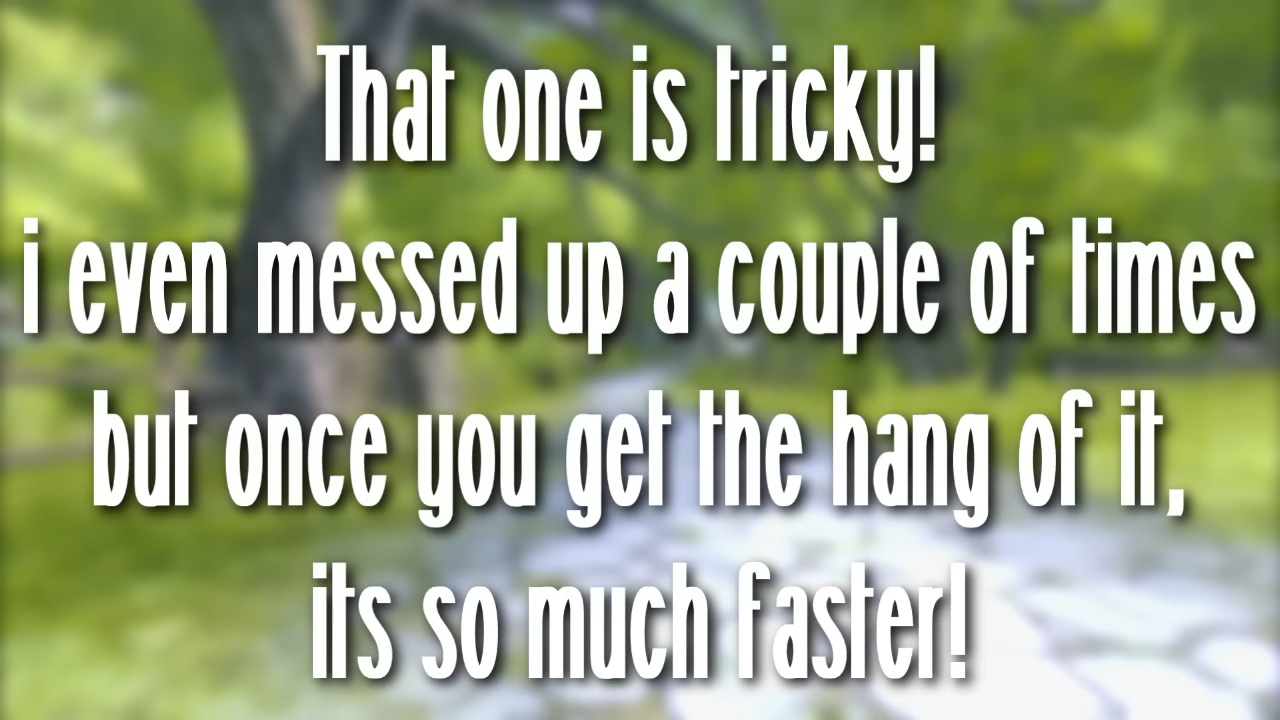 That one is tricky!
i even messed up a couple of times
but once you get the hang of it,
its so much faster!